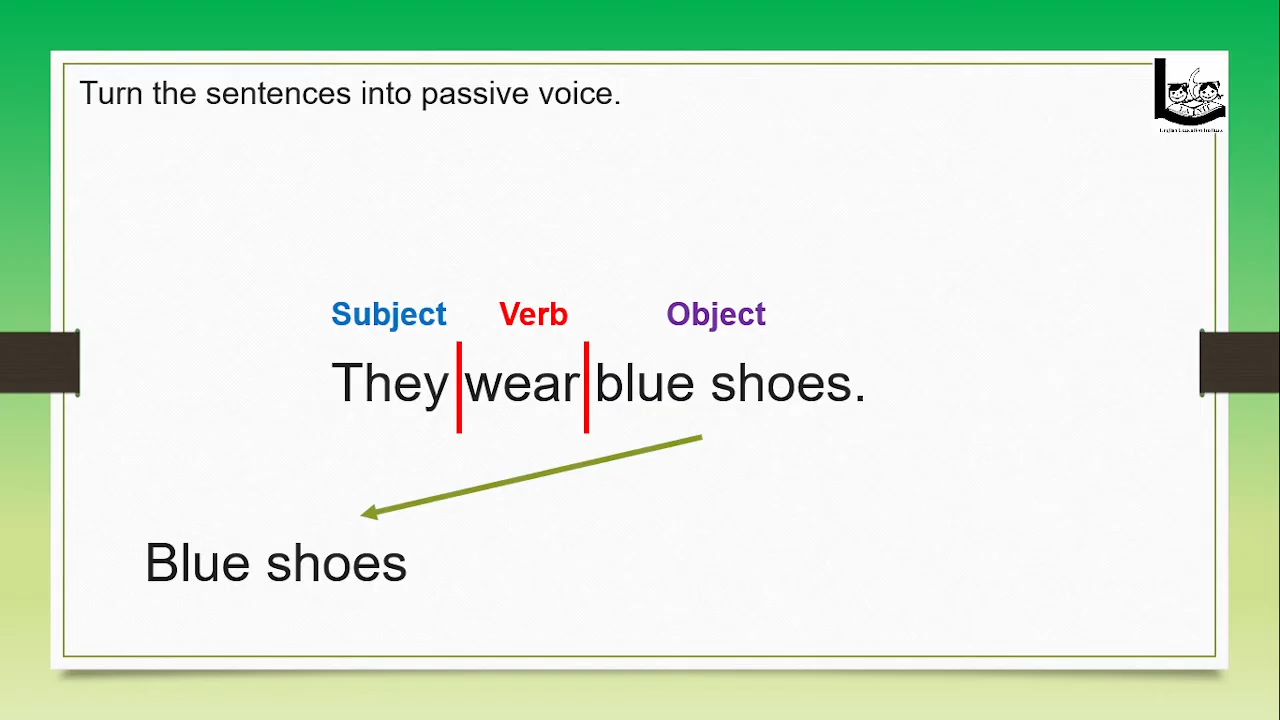 Turn the sentences into passive voice.
Subject Verb Object
They wear blue shoes.
Blue shoes